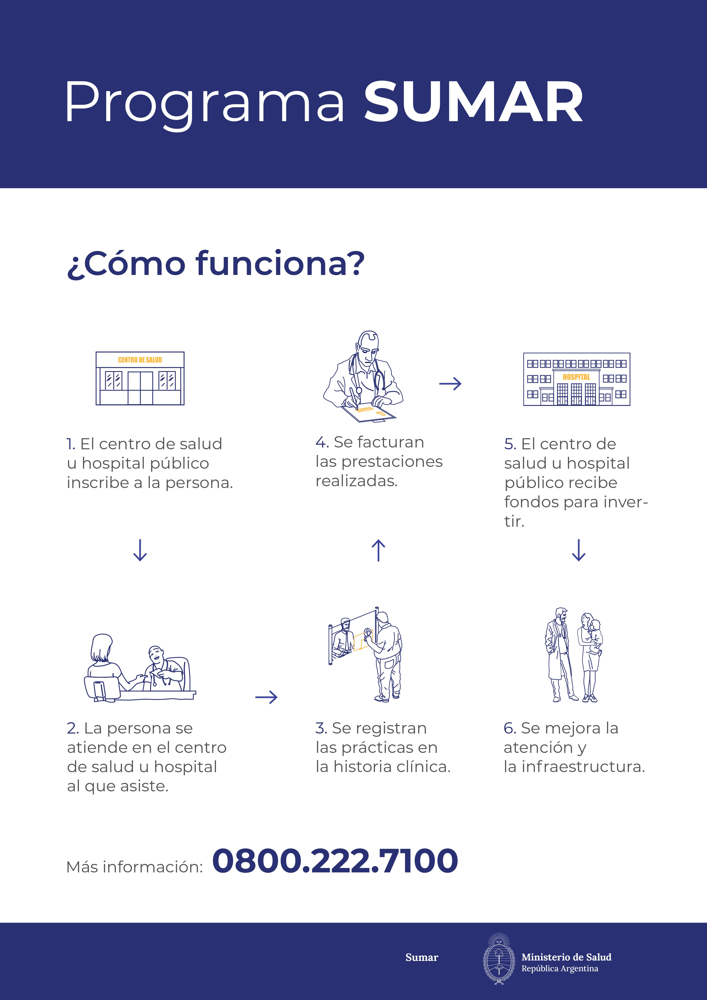 Programa SUMAR
¿Cómo funciona?
CENTRO DE SALUD
1. El centro de salud
u hospital público
inscribe a la persona.
2. La persona se
atiende en el centro
de salud u hospital
al que asiste.
3. Se registran
las prácticas en
la historia clínica.
4. Se facturan
las prestaciones
realizadas.
HOSPITAL
5. El centro de
salud u hospital
público recibe
fondos para inver-
tir.
6. Se mejora la
atención y
la infraestructura.
Más información: 0800.222.7100
Sumar
Ministerio de Salud
República Argentina